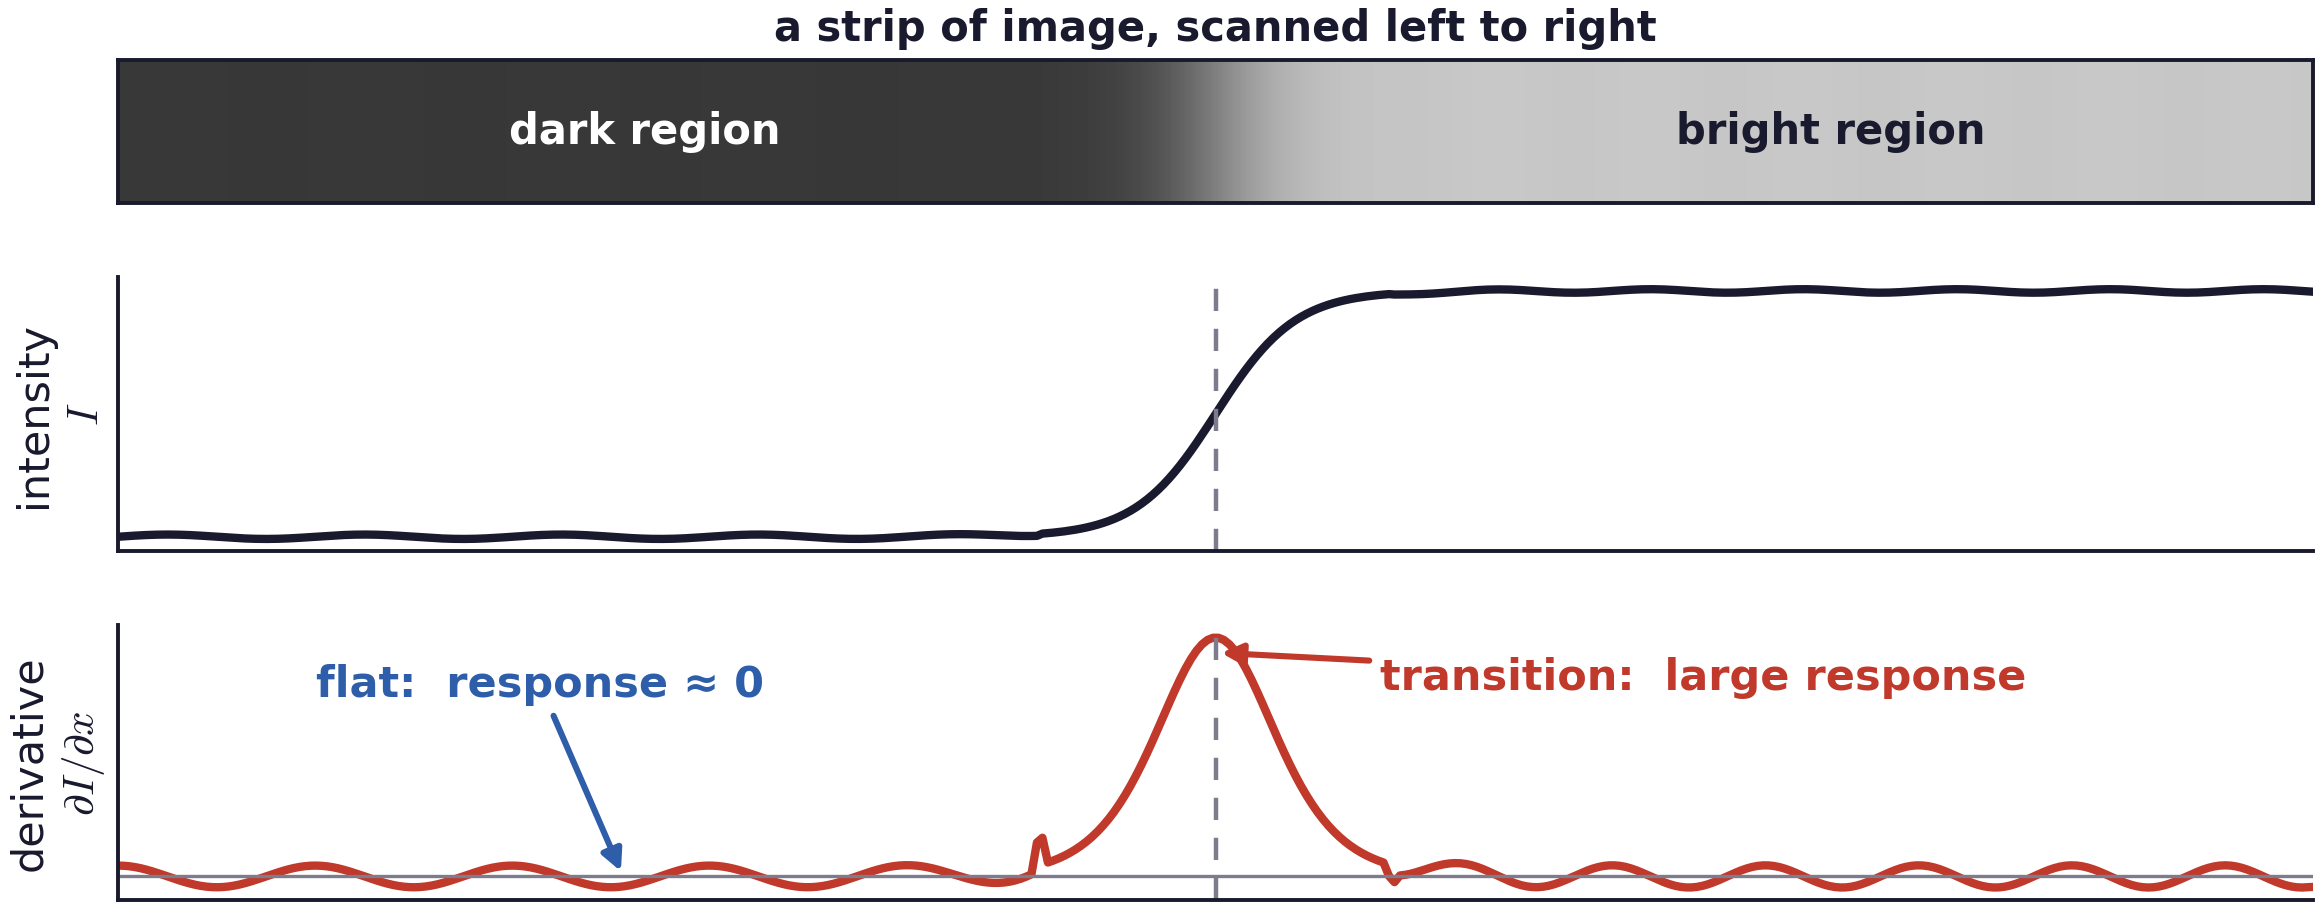 a strip of image, scanned left to right
dark region
bright region
intensity
I
derivative
∂I/∂x
flat:  response ≈ 0
transition:  large response